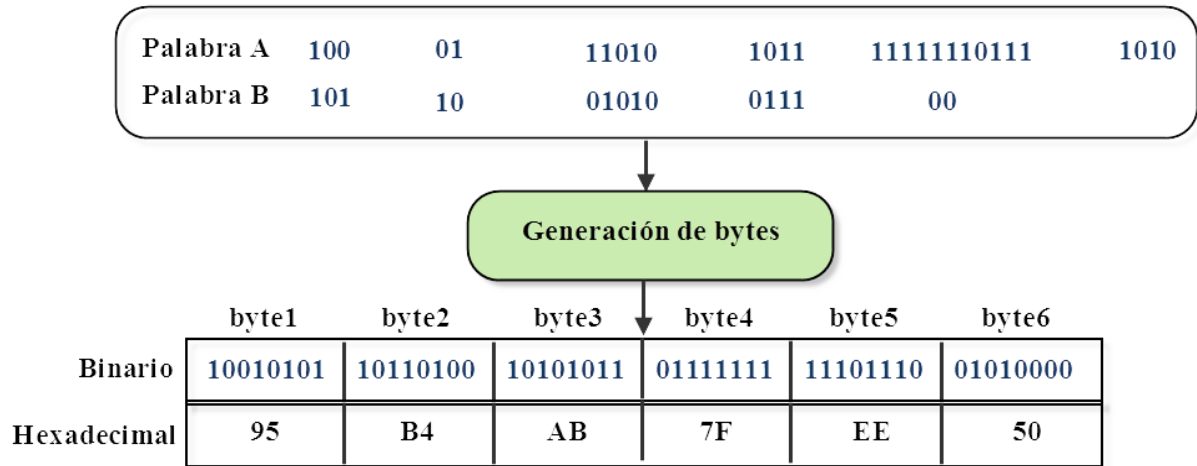 Palabra A 100 01 11010 1011 11111110111 1010
Palabra B 101 10 01010 0111 00
Generación de bytes
byte1 byte2 byte3 byte4 byte5 byte6
Binario 10010101 10110100 10101011 01111111 11101110 01010000
Hexadecimal 95 B4 AB 7F EE 50